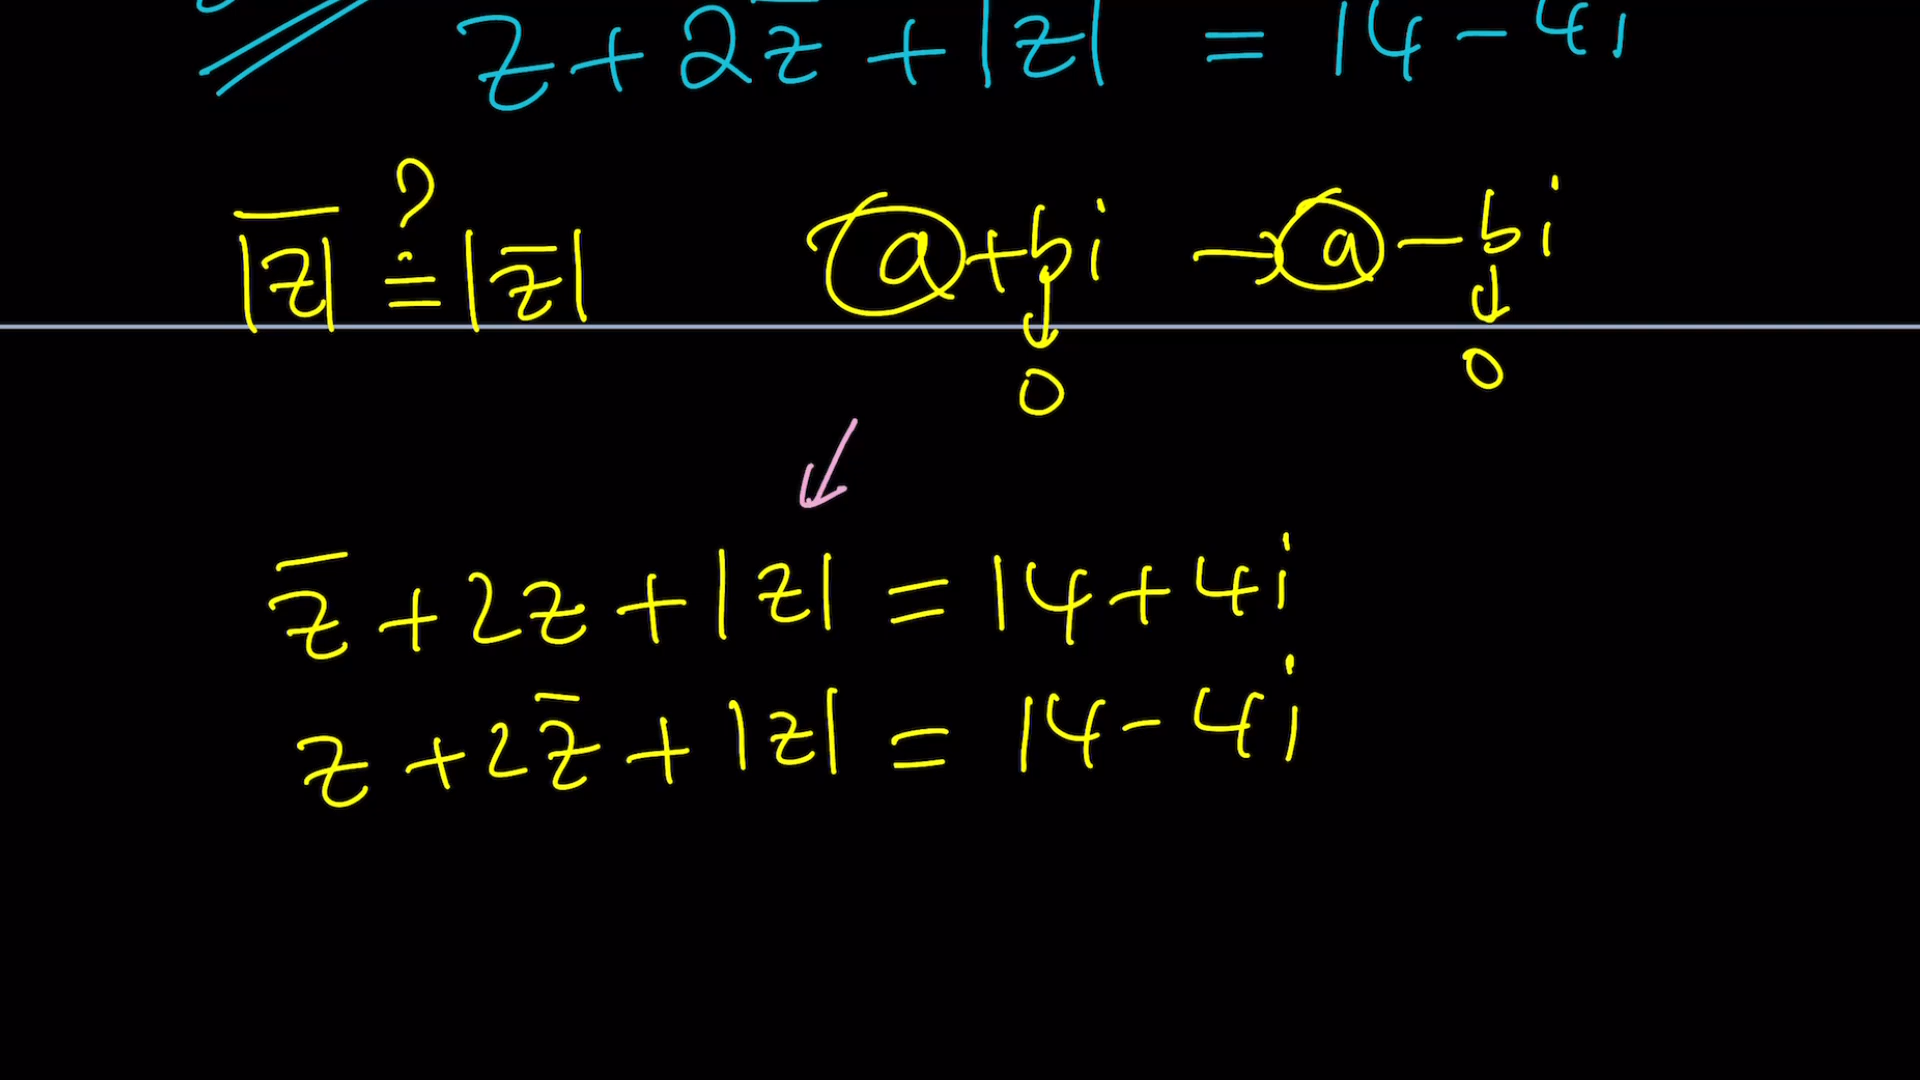 z + 2z̅ + |z| = 14 - 4i
‾|z|‾ ≟ |z̅| a + bi → a - bi
0 0
z̅ + 2z + |z| = 14 + 4i
z + 2z̅ + |z| = 14 - 4i